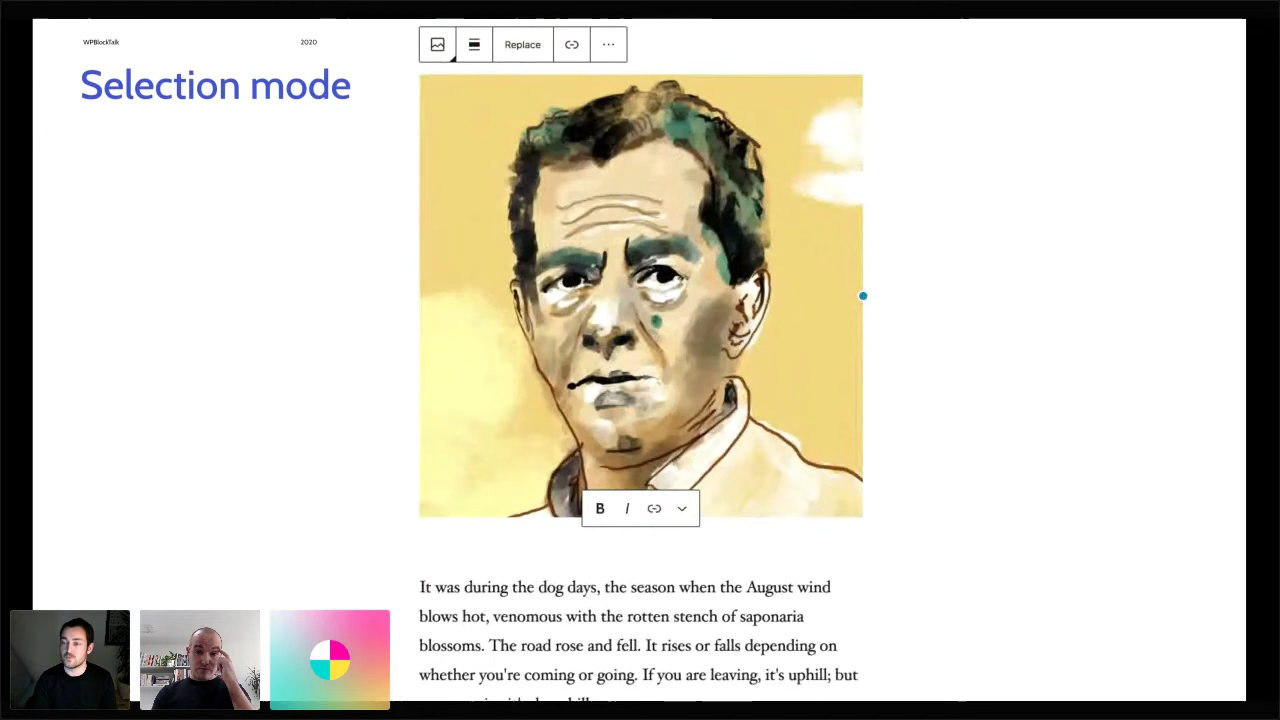 WPBlockTalk
2020
Selection mode
Replace
B I
It was during the dog days, the season when the August wind
blows hot, venomous with the rotten stench of saponaria
blossoms. The road rose and fell. It rises or falls depending on
whether you're coming or going. If you are leaving, it's uphill; but